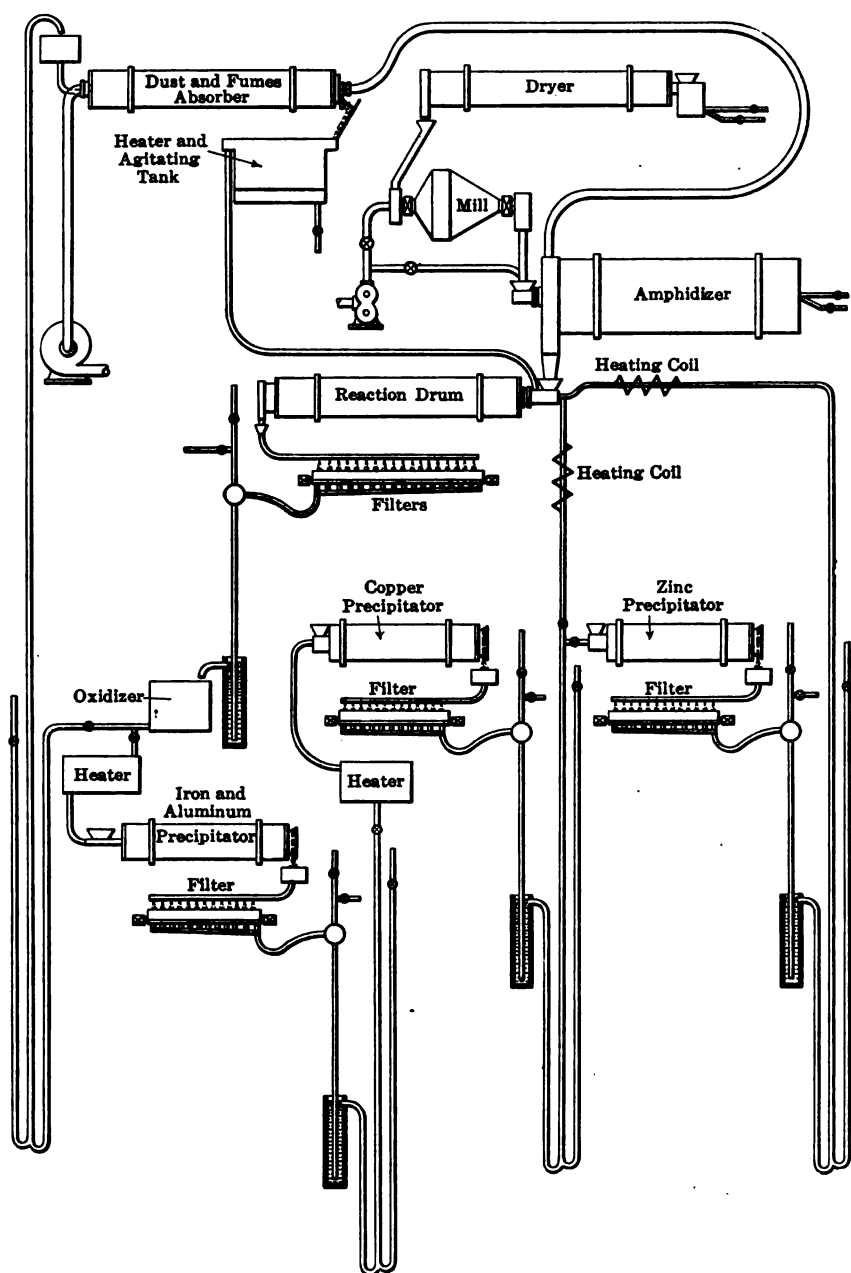 Dust and Fumes
Absorber
Dryer
Heater and
Agitating
Tank
Mill
Amphidizer
Heating Coil
Reaction Drum
Heating Coil
Filters
Copper
Precipitator
Zinc
Precipitator
Oxidizer
Filter
Filter
Heater
Heater
Iron and
Aluminum
Precipitator
Filter